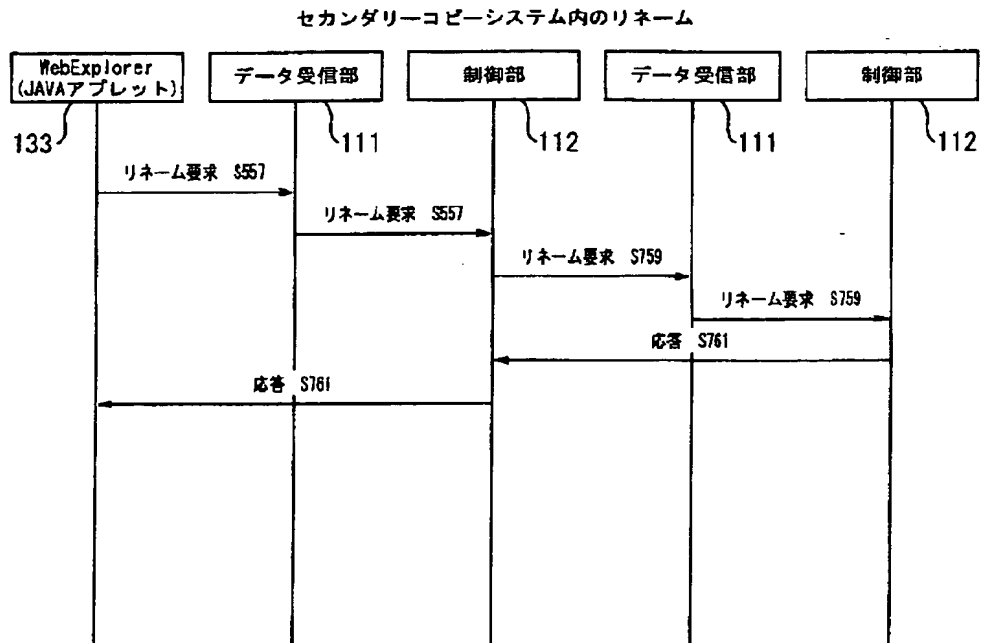 セカンダリーコピーシステム内のリネーム
WebExplorer
(JAVAアプレット)
データ受信部
制御部
データ受信部
制御部
133
111
112
111
112
リネーム要求 S557
リネーム要求 S557
リネーム要求 S759
リネーム要求 S759
応答 S761
応答 S761